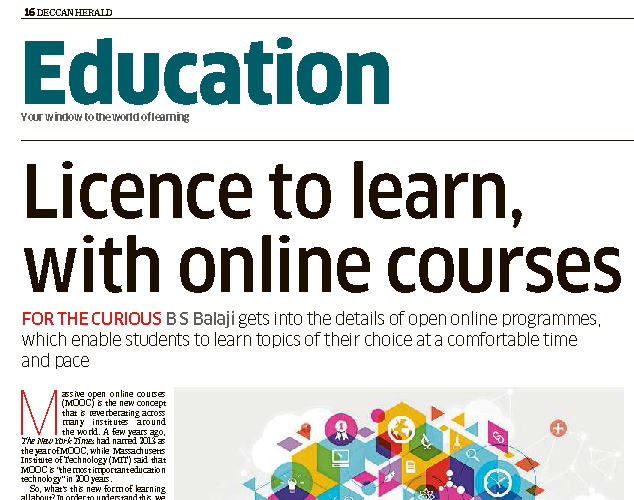 16 DECCAN HERALD
Education
Your window to the world of learning
Licence to learn,
with online courses
FOR THE CURIOUS B S Balaji gets into the details of open online programmes,
which enable students to learn topics of their choice at a comfortable time
and pace
Massive open online courses
(MOOC) is the new concept
that is reverberating across
many institutes around
the world. A few years ago,
The New York Times had named 2013 as
the year of MOOC, while Massachusetts
Institute of Technology (MIT) said that
MOOC is "the most important education
technology" in 200 years.
So, what's this new form of learning
all about? In order to understand this, we